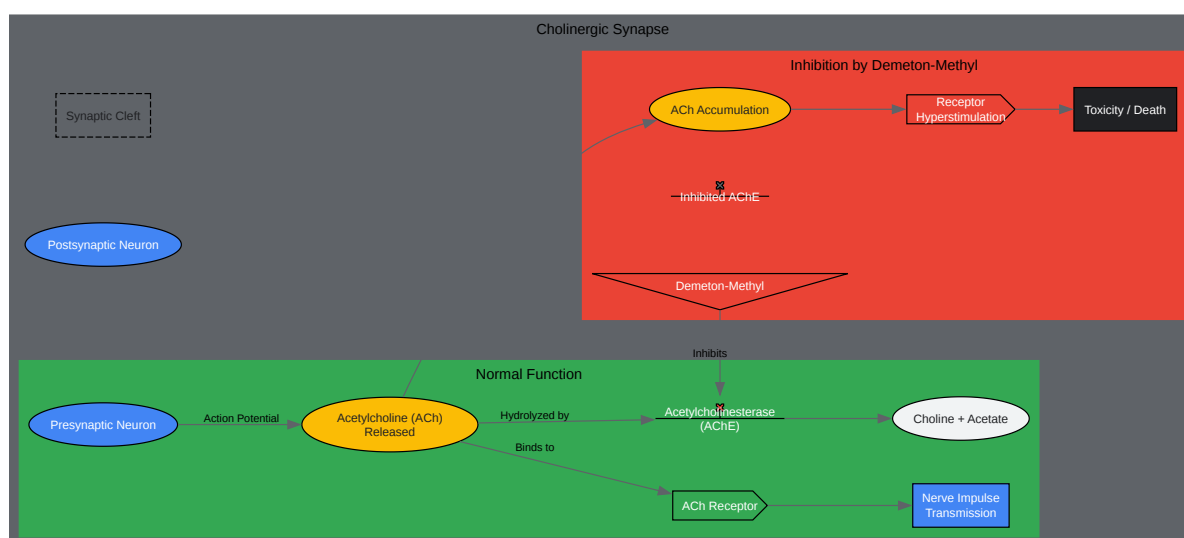 Cholinergic Synapse
Inhibition by Demeton-Methyl
Synaptic Cleft
ACh Accumulation
Receptor
Hyperstimulation
Toxicity / Death
Inhibited AChE
Postsynaptic Neuron
Demeton-Methyl
Inhibits
Normal Function
Presynaptic Neuron
Action Potential
Acetylcholine (ACh)
Released
Hydrolyzed by
Acetylcholinesterase
(AChE)
Choline + Acetate
Binds to
ACh Receptor
Nerve Impulse
Transmission